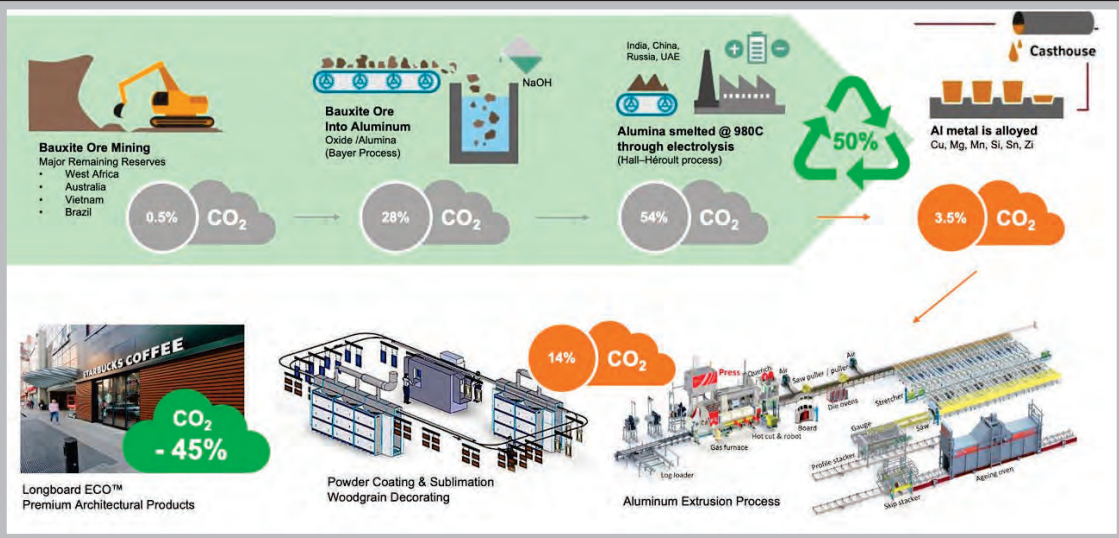 Bauxite Ore Mining
Major Remaining Reserves
• West Africa
• Australia
• Vietnam
• Brazil
0.5%
CO2
Bauxite Ore
Into Aluminum
Oxide /Alumina
(Bayer Process)
NaOH
28%
CO2
India, China,
Russia, UAE
Alumina smelted @ 980C
through electrolysis
(Hall–Héroult process)
54%
CO2
50%
Casthouse
Al metal is alloyed
Cu, Mg, Mn, Si, Sn, Zi
3.5%
CO2
STARBUCKS COFFEE
CO2
- 45%
Longboard ECO™
Premium Architectural Products
Powder Coating & Sublimation
Woodgrain Decorating
14%
CO2
Log loader
Gas furnace
Press
Quench
Air
Hot cut & robot
Saw puller / puller
Board
Die ovens
Air
Stretcher
Gauge
Saw
Profile stacker
Skip stacker
Ageing oven
Aluminum Extrusion Process